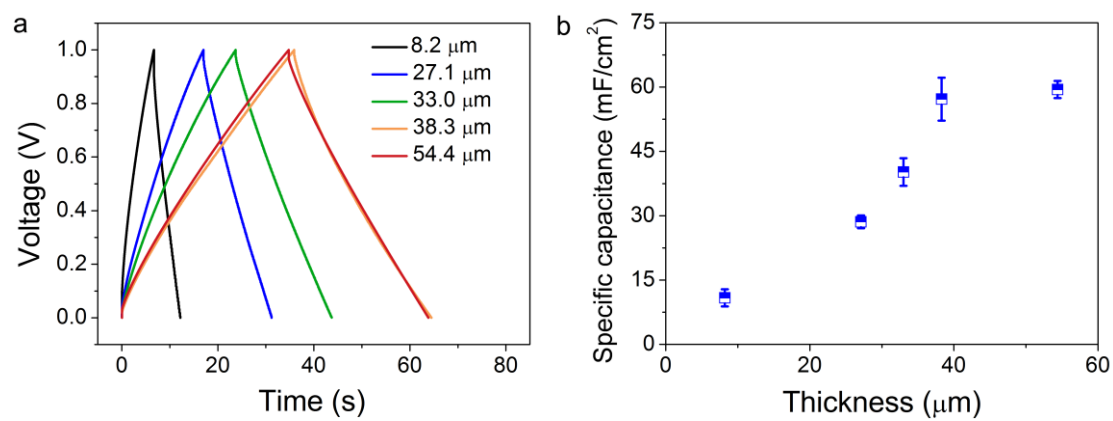 a
8.2 μm
27.1 μm
33.0 μm
38.3 μm
54.4 μm
1.0
0.8
0.6
0.4
0.2
0.0
Voltage (V)
0 20 40 60 80
Time (s)
b
75
60
45
30
15
0
Specific capacitance (mF/cm²)
0 20 40 60
Thickness (μm)